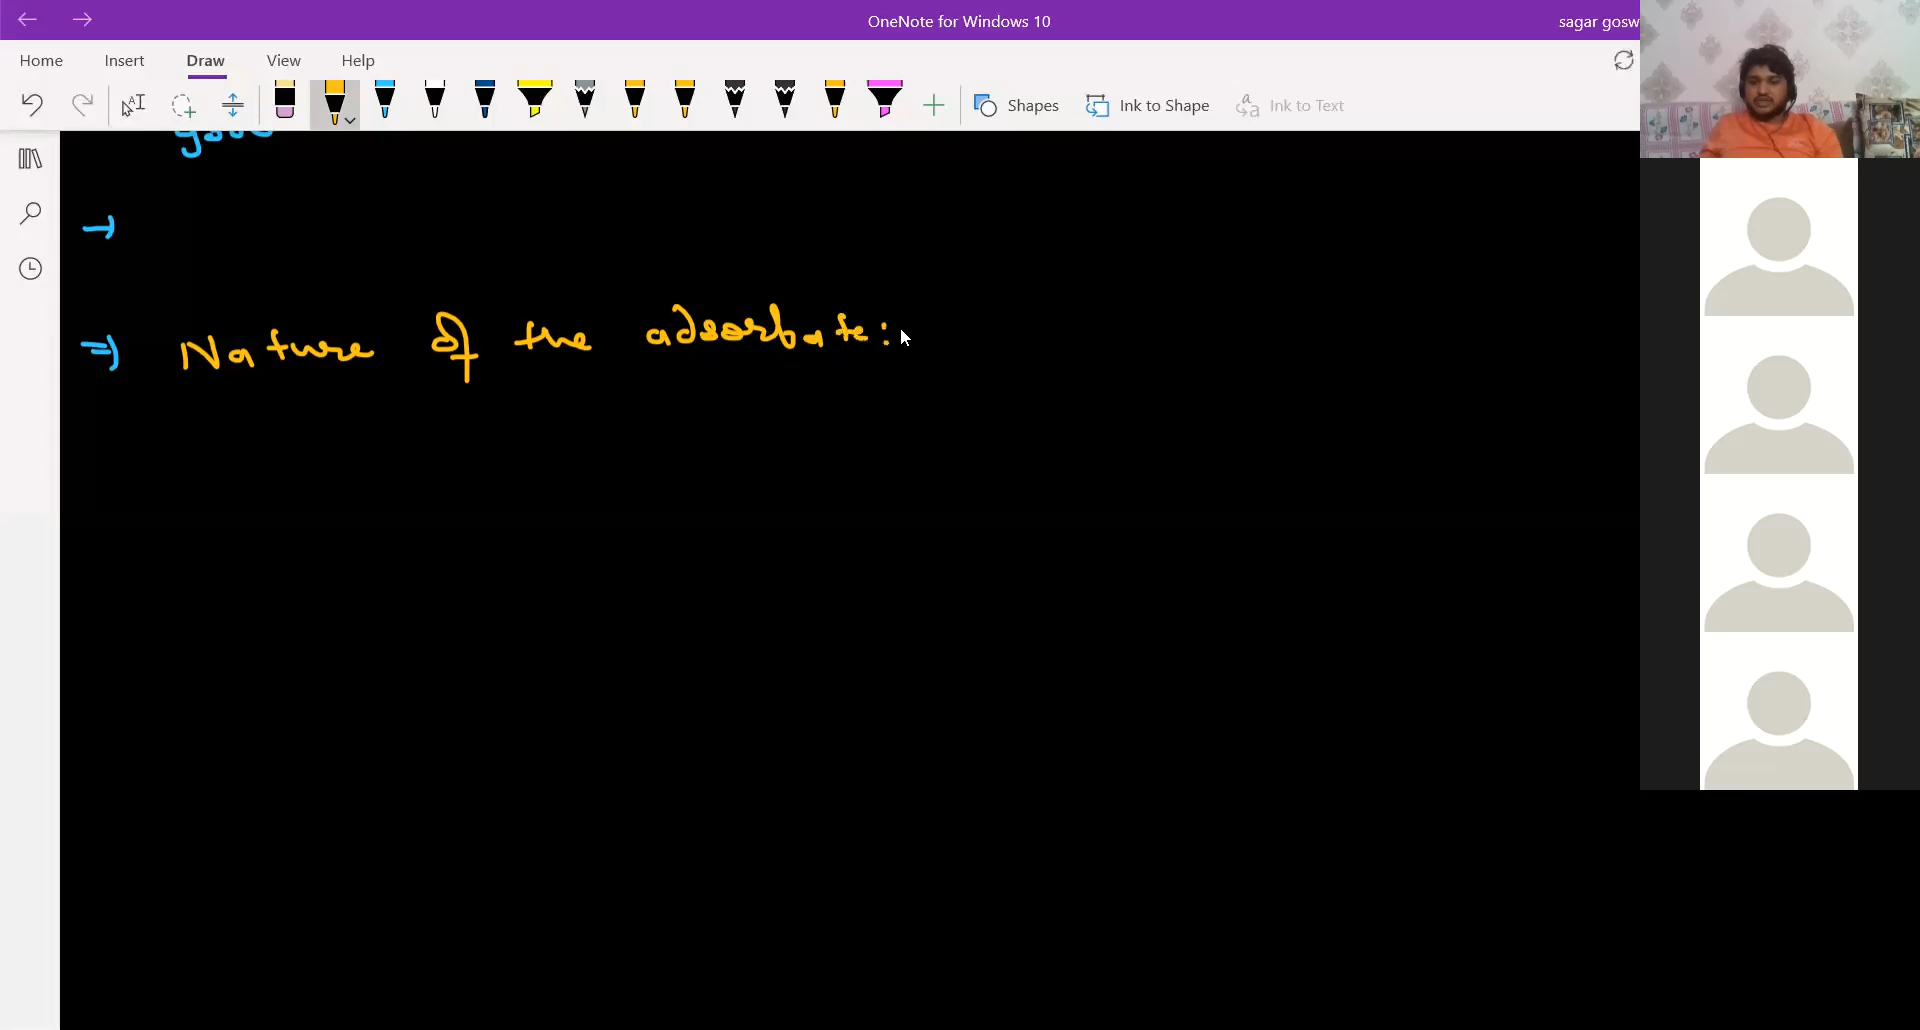 OneNote for Windows 10
sagar gosw
Home Insert Draw View Help
Shapes Ink to Shape Ink to Text
⇒ Nature of the adsorbate: